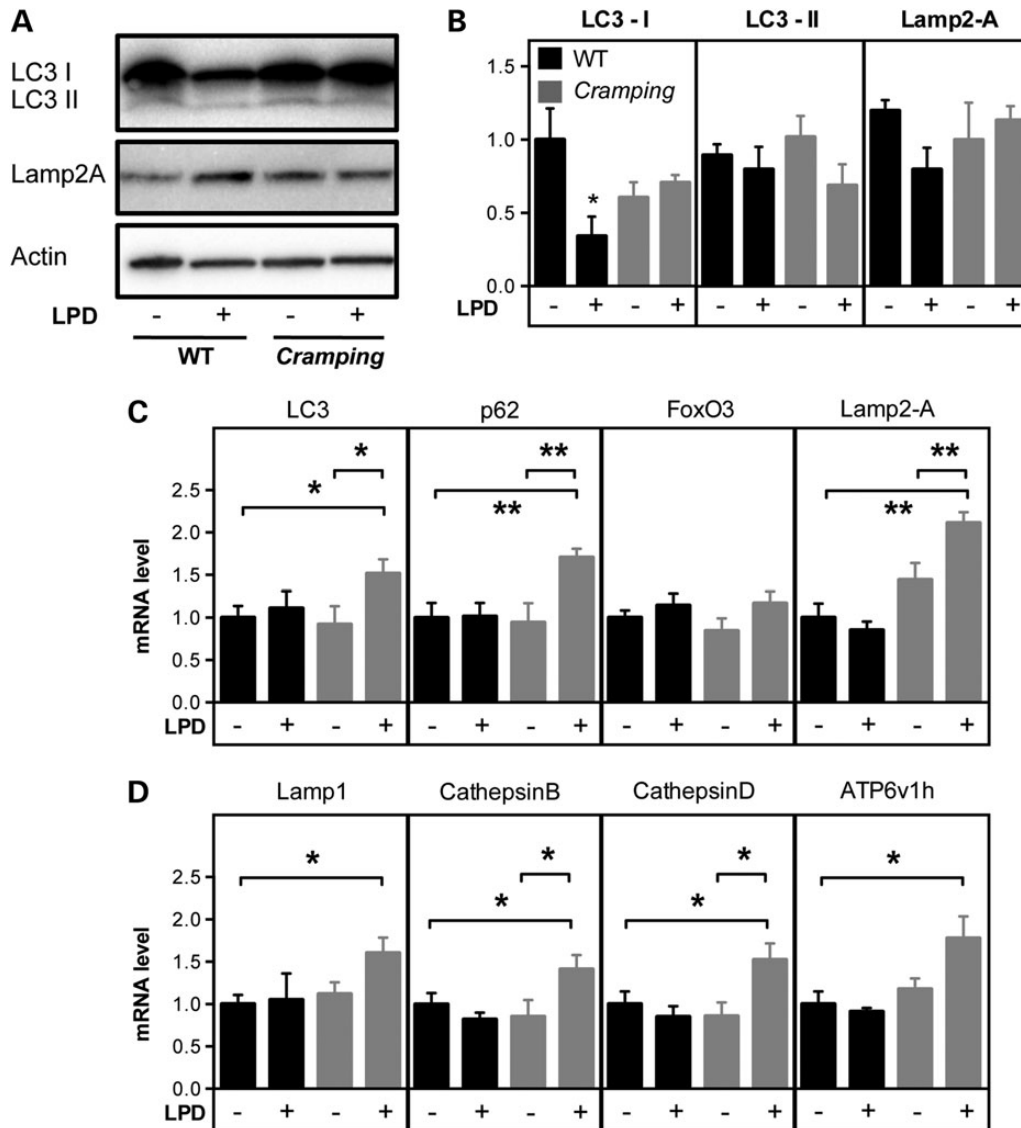 A
LC3 I
LC3 II
Lamp2A
Actin
LPD - + - +
WT Cramping
B
LC3 - I LC3 - II Lamp2-A
WT
Cramping
1.5
1.0
0.5
0.0
*
LPD - + - + - + - + - + - +
C
LC3 p62 FoxO3 Lamp2-A
mRNA level
2.5
2.0
1.5
1.0
0.5
0.0
* ** **
* ** **
LPD - + - + - + - + - + - + - + - +
D
Lamp1 CathepsinB CathepsinD ATP6v1h
mRNA level
2.5
2.0
1.5
1.0
0.5
0.0
* * * *
* *
LPD - + - + - + - + - + - + - + - +